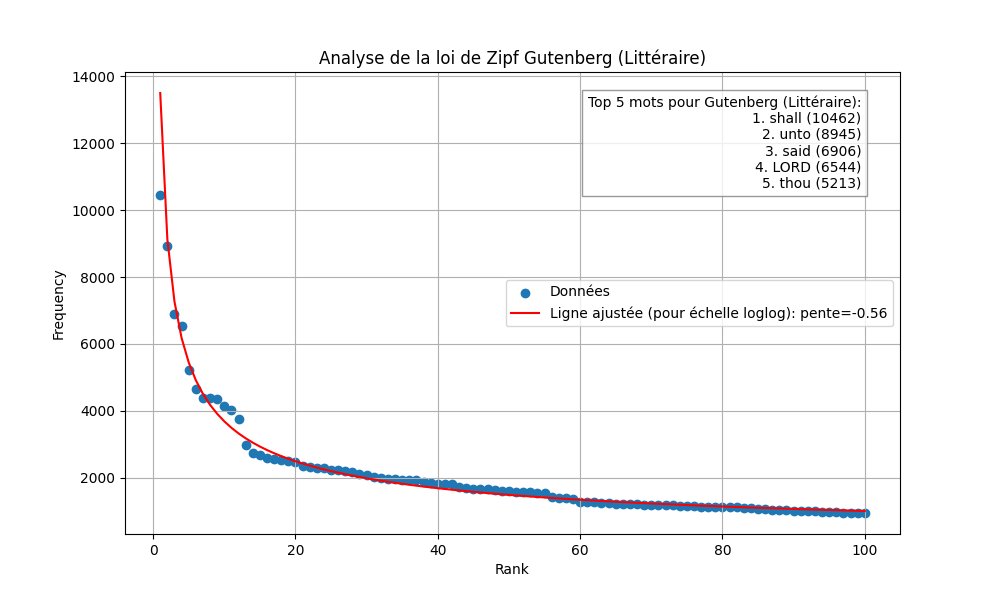 Analyse de la loi de Zipf Gutenberg (Littéraire)
14000
12000
10000
8000
6000
4000
2000
Frequency
Top 5 mots pour Gutenberg (Littéraire):
1. shall (10462)
2. unto (8945)
3. said (6906)
4. LORD (6544)
5. thou (5213)
Données
Ligne ajustée (pour échelle loglog): pente=-0.56
0 20 40 60 80 100
Rank